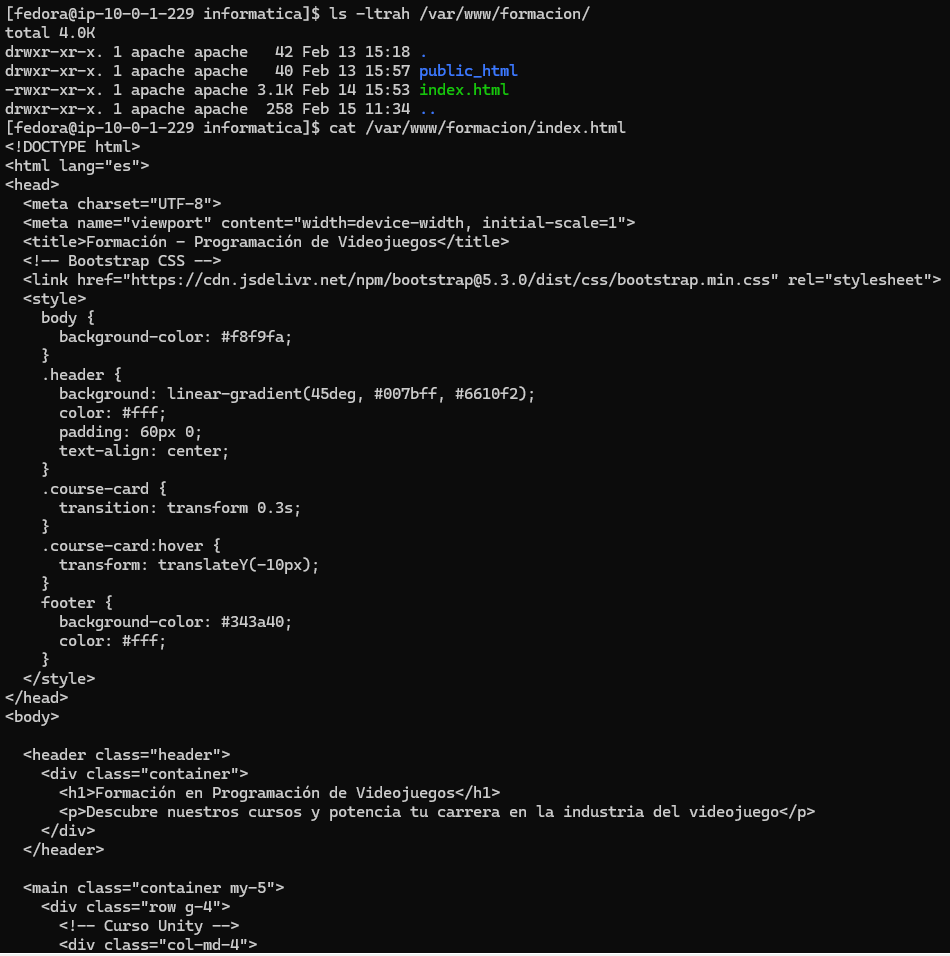 [fedora@ip-10-0-1-229 informatica]$ ls -ltrah /var/www/formacion/
total 4.0K
drwxr-xr-x. 1 apache apache   42 Feb 13 15:18 .
drwxr-xr-x. 1 apache apache   40 Feb 13 15:57 public_html
-rwxr-xr-x. 1 apache apache 3.1K Feb 14 15:53 index.html
drwxr-xr-x. 1 apache apache  258 Feb 15 11:34 ..
[fedora@ip-10-0-1-229 informatica]$ cat /var/www/formacion/index.html
<!DOCTYPE html>
<html lang="es">
<head>
  <meta charset="UTF-8">
  <meta name="viewport" content="width=device-width, initial-scale=1">
  <title>Formación - Programación de Videojuegos</title>
  <!-- Bootstrap CSS -->
  <link href="https://cdn.jsdelivr.net/npm/bootstrap@5.3.0/dist/css/bootstrap.min.css" rel="stylesheet">
  <style>
    body {
      background-color: #f8f9fa;
    }
    .header {
      background: linear-gradient(45deg, #007bff, #6610f2);
      color: #fff;
      padding: 60px 0;
      text-align: center;
    }
    .course-card {
      transition: transform 0.3s;
    }
    .course-card:hover {
      transform: translateY(-10px);
    }
    footer {
      background-color: #343a40;
      color: #fff;
    }
  </style>
</head>
<body>

  <header class="header">
    <div class="container">
      <h1>Formación en Programación de Videojuegos</h1>
      <p>Descubre nuestros cursos y potencia tu carrera en la industria del videojuego</p>
    </div>
  </header>

  <main class="container my-5">
    <div class="row g-4">
      <!-- Curso Unity -->
      <div class="col-md-4">